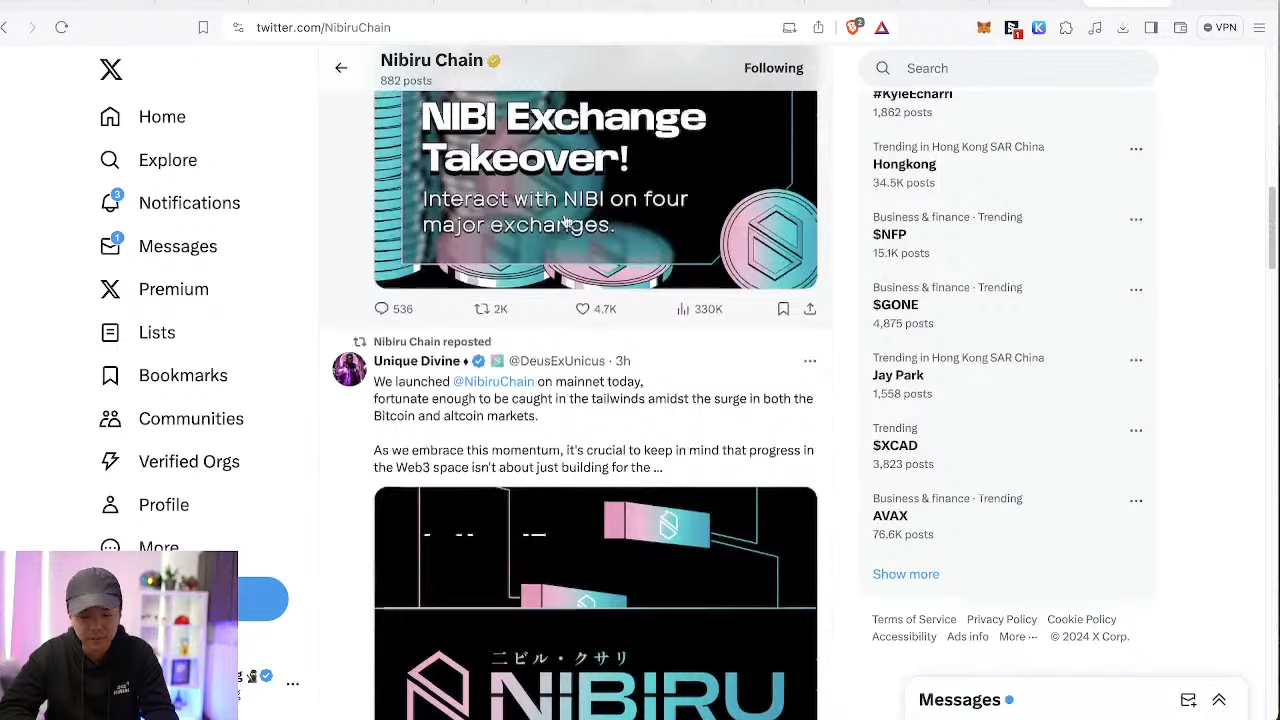 twitter.com/NibiruChain
2
1
VPN
Nibiru Chain
882 posts
Following
Search
Home
Explore
3
Notifications
1
Messages
Premium
Lists
Bookmarks
Communities
Verified Orgs
Profile
More
NIBI Exchange
Takeover!
Interact with NIBI on four
major exchanges.
536
2K
4.7K
330K
Nibiru Chain reposted
Unique Divine @DeusExUnicus · 3h
We launched @NibiruChain on mainnet today,
fortunate enough to be caught in the tailwinds amidst the surge in both the
Bitcoin and altcoin markets.
As we embrace this momentum, it's crucial to keep in mind that progress in
the Web3 space isn't about just building for the ...
ニビル・クサリ
NIBIRU
#KyleEcharri
1,862 posts
Trending in Hong Kong SAR China
Hongkong
34.5K posts
Business & finance · Trending
$NFP
15.1K posts
Business & finance · Trending
$GONE
4,875 posts
Trending in Hong Kong SAR China
Jay Park
1,558 posts
Trending
$XCAD
3,823 posts
Business & finance · Trending
AVAX
76.6K posts
Show more
Terms of Service Privacy Policy Cookie Policy
Accessibility Ads info More ··· © 2024 X Corp.
Messages